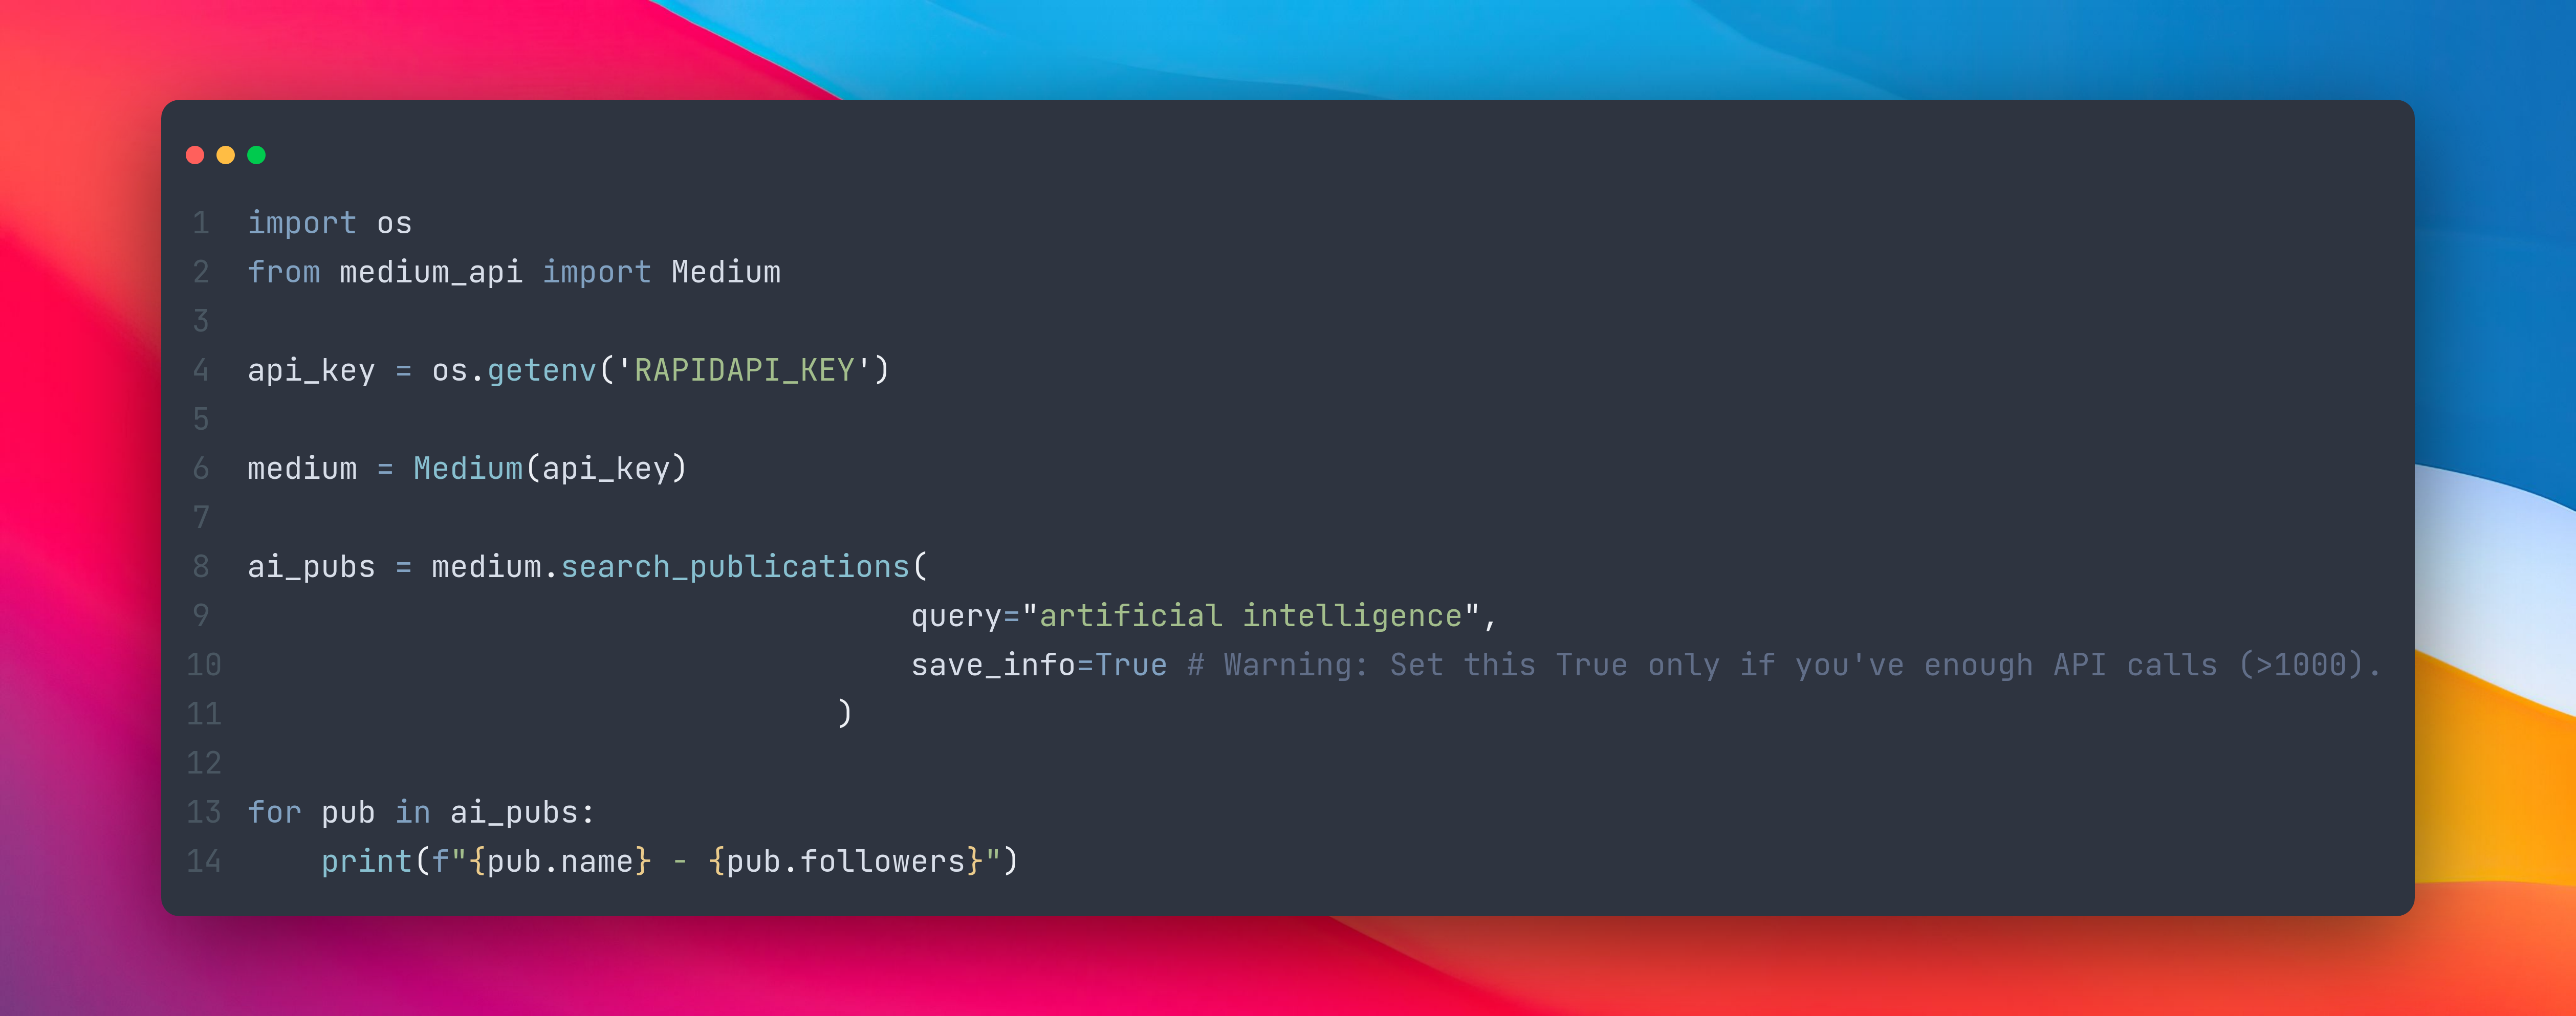 1 import os
2 from medium_api import Medium
3
4 api_key = os.getenv('RAPIDAPI_KEY')
5
6 medium = Medium(api_key)
7
8 ai_pubs = medium.search_publications(
9                                     query="artificial intelligence",
10                                    save_info=True # Warning: Set this True only if you've enough API calls (>1000).
11                                )
12
13 for pub in ai_pubs:
14     print(f"{pub.name} - {pub.followers}")